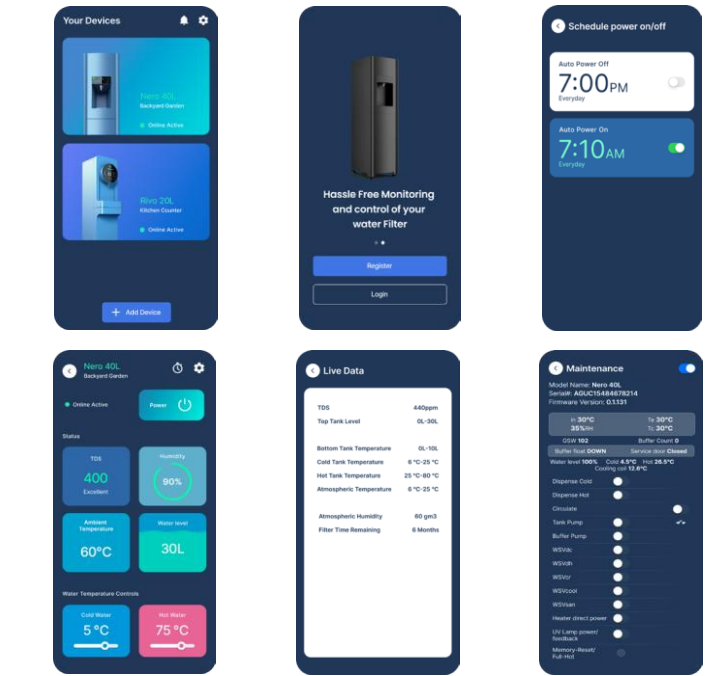 Your Devices
Nero 40L
Backyard Garden
Online Active
Rivo 20L
Kitchen Counter
Online Active
+ Add Device
Hassle Free Monitoring
and control of your
water Filter
Register
Login
Schedule power on/off
Auto Power Off
7:00PM
Everyday
Auto Power On
7:10AM
Everyday
Nero 40L
Backyard Garden
Online Active
Power
Status
TDS
400
Excellent
Humidity
90%
Ambient
Temperature
60°C
Water level
30L
Water Temperature Controls
Cold Water
5 °C
Hot Water
75 °C
Live Data
TDS 440ppm
Top Tank Level 0L-30L
Bottom Tank Temperature 0L-10L
Cold Tank Temperature 6 °C-25 °C
Hot Tank Temperature 25 °C-80 °C
Atmospheric Temperature 6 °C-25 °C
Atmospheric Humidity 60 gm3
Filter Time Remaining 6 Months
Maintenance
Model Name: Nero 40L
Serial#: AGUC15484678214
Firmware Version: 0.1.131
In 30°C
35%RH
Ta 30°C
Tc 30°C
GSW 102 Buffer Count 0
Buffer float DOWN Service door Closed
Water level 100% Cold 4.5°C Hot 26.5°C
Cooling coil 12.6°C
Dispense Cold
Dispense Hot
Circulate
Tank Pump
Buffer Pump
WSVdc
WSVdh
WSVcr
WSVcool
WSVsan
Heater direct power
UV Lamp power/
feedback
Memory-Reset/
Full-Hot